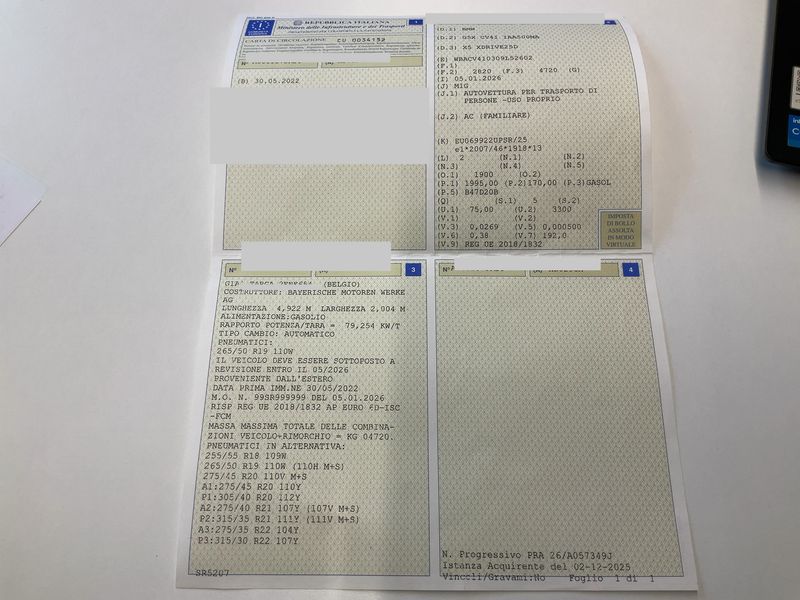 REPUBBLICA ITALIANA
Ministero delle Infrastrutture e dei Trasporti
1
CARTA DI CIRCOLAZIONE CU 0034152
N°
(A)
(B) 30.05.2022
2
(D.1) BMW
(D.2) G5X CV41 IAA500MA
(D.3) X5 XDRIVE25D
(E) WBACV410309L52602
(F.1)
(F.2) 2820 (F.3) 4720 (G)
(I) 05.01.2026
(J) M1G
(J.1) AUTOVETTURA PER TRASPORTO DI
PERSONE -USO PROPRIO
(J.2) AC (FAMILIARE)
(K) EU069922UPSR/25
e1*2007/46*1918*13
(L) 2 (N.1) (N.2)
(N.3) (N.4) (N.5)
(O.1) 1900 (O.2)
(P.1) 1995,00 (P.2)170,00 (P.3)GASOL
(P.5) B47D20B
(Q) (S.1) 5 (S.2)
(U.1) 75,00 (U.2) 3300
(V.1) (V.2)
(V.3) 0,0269 (V.5) 0,000500
(V.6) 0,38 (V.7) 192,0
(V.9) REG UE 2018/1832
IMPOSTA
DI BOLLO
ASSOLTA
IN MODO
VIRTUALE
N°
3
(BELGIO)
COSTRUTTORE: BAYERISCHE MOTOREN WERKE
AG
LUNGHEZZA 4,922 M LARGHEZZA 2,004 M
ALIMENTAZIONE:GASOLIO
RAPPORTO POTENZA/TARA = 79,254 KW/T
TIPO CAMBIO: AUTOMATICO
PNEUMATICI:
265/50 R19 110W
IL VEICOLO DEVE ESSERE SOTTOPOSTO A
REVISIONE ENTRO IL 05/2026
PROVENIENTE DALL'ESTERO
DATA PRIMA IMM.NE 30/05/2022
M.O. N. 99SR999999 DEL 05.01.2026
RISP REG UE 2018/1832 AP EURO 6D-ISC
-FCM
MASSA MASSIMA TOTALE DELLE COMBINA-
ZIONI VEICOLO+RIMORCHIO = KG 04720.
PNEUMATICI IN ALTERNATIVA:
255/55 R18 109W
265/50 R19 110W (110H M+S)
275/45 R20 110V M+S
A1:275/45 R20 110Y
P1:305/40 R20 112Y
A2:275/40 R21 107Y (107V M+S)
P2:315/35 R21 111Y (111V M+S)
A3:275/35 R22 104Y
P3:315/30 R22 107Y
SR5207
N°
4
N. Progressivo PRA 26/A057349J
Istanza Acquirente del 02-12-2025
Vincoli/Gravami:No Foglio 1 di 1